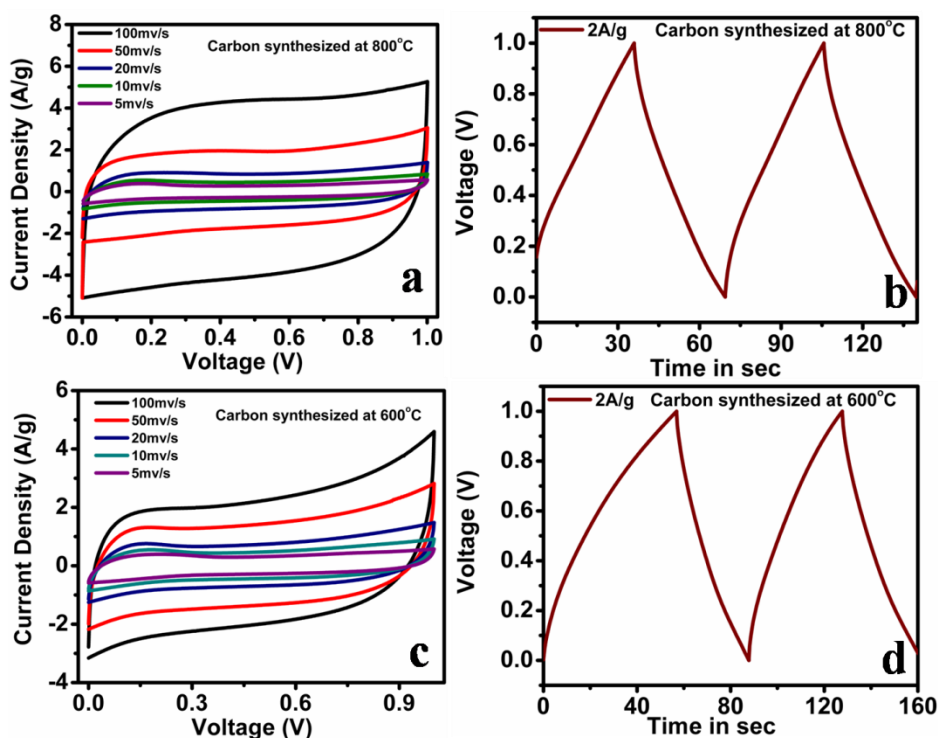 100mv/s
50mv/s
20mv/s
10mv/s
5mv/s
Carbon synthesized at 800°C
6
4
2
0
-2
-4
-6
Current Density (A/g)
0.0 0.2 0.4 0.6 0.8 1.0
Voltage (V)
a
2A/g Carbon synthesized at 800°C
1.0
0.8
0.6
0.4
0.2
0.0
Voltage (V)
0 30 60 90 120
Time in sec
b
100mv/s
50mv/s
20mv/s
10mv/s
5mv/s
Carbon synthesized at 600°C
6
4
2
0
-2
-4
Current Density (A/g)
0.0 0.3 0.6 0.9
Voltage (V)
c
2A/g Carbon synthesized at 600°C
1.0
0.8
0.6
0.4
0.2
0.0
Voltage (V)
0 40 80 120 160
Time in sec
d